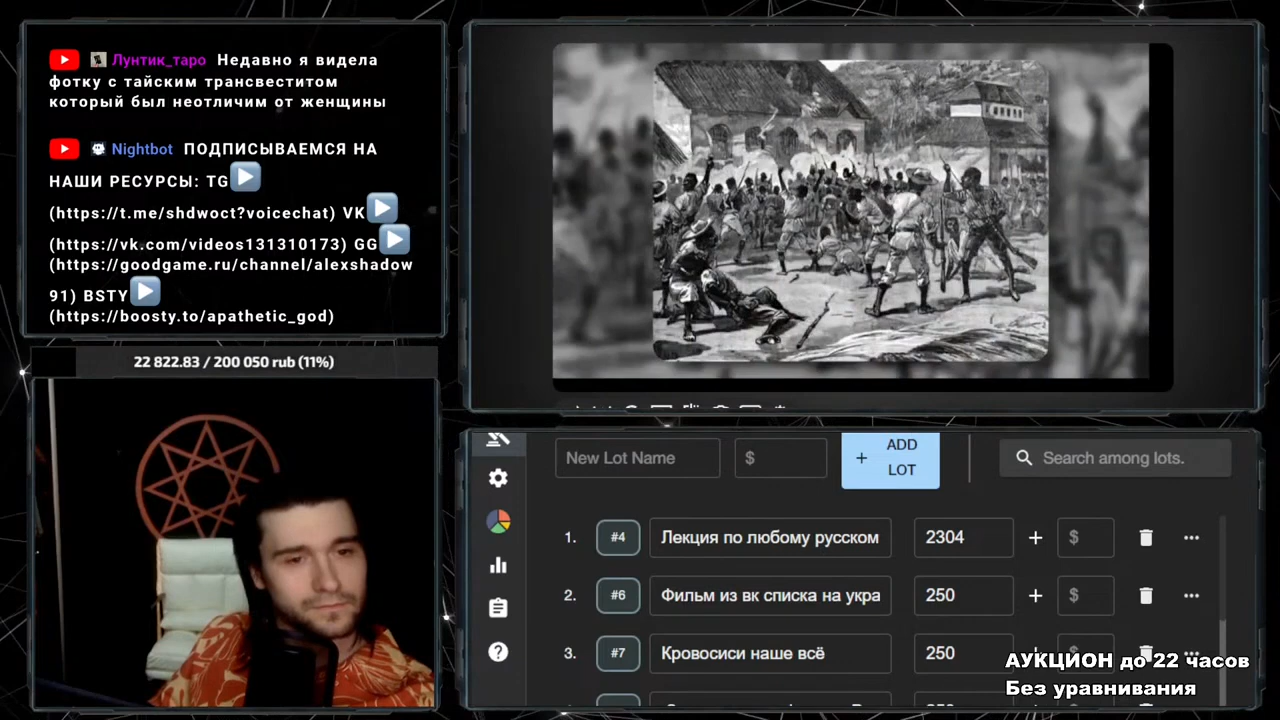 Лунтик_таро Недавно я видела
фотку с тайским трансвеститом
который был неотличим от женщины
Nightbot ПОДПИСЫВАЕМСЯ НА
НАШИ РЕСУРСЫ: TG
(https://t.me/shdwoct?voicechat) VK
(https://vk.com/videos131310173) GG
(https://goodgame.ru/channel/alexshadow
91) BSTY
(https://boosty.to/apathetic_god)
22 822.83 / 200 050 rub (11%)
New Lot Name
$
+ ADD
LOT
Search among lots.
1. #4 Лекция по любому русском 2304 + $
2. #6 Фильм из вк списка на укра 250 + $
3. #7 Кровосиси наше всё 250
АУКЦИОН до 22 часов
Без уравнивания